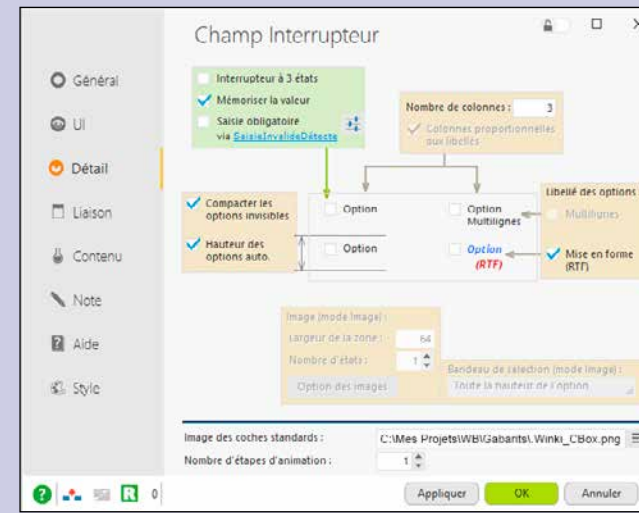 Champ Interrupteur
Général
UI
Détail
Liaison
Contenu
Note
Aide
Style
Interrupteur à 3 états
Mémoriser la valeur
Saisie obligatoire
via SaisieInvalideDétecte
Nombre de colonnes : 3
Colonnes proportionnelles
aux libellés
Compacter les
options invisibles
Hauteur des
options auto.
Option
Option
Multilignes
Option
Option
(RTF)
Libellé des options
Multilignes
Mise en forme
(RTF)
Image (mode Image) :
Largeur de la zone : 64
Nombre d'états : 1
Option des images
Bandeau de sélection (mode Image) :
Toute la hauteur de l'option
Image des coches standards : C:\Mes Projets\WB\Gabarits\.Winki_CBox.png
Nombre d'étapes d'animation : 1
0
Appliquer
OK
Annuler